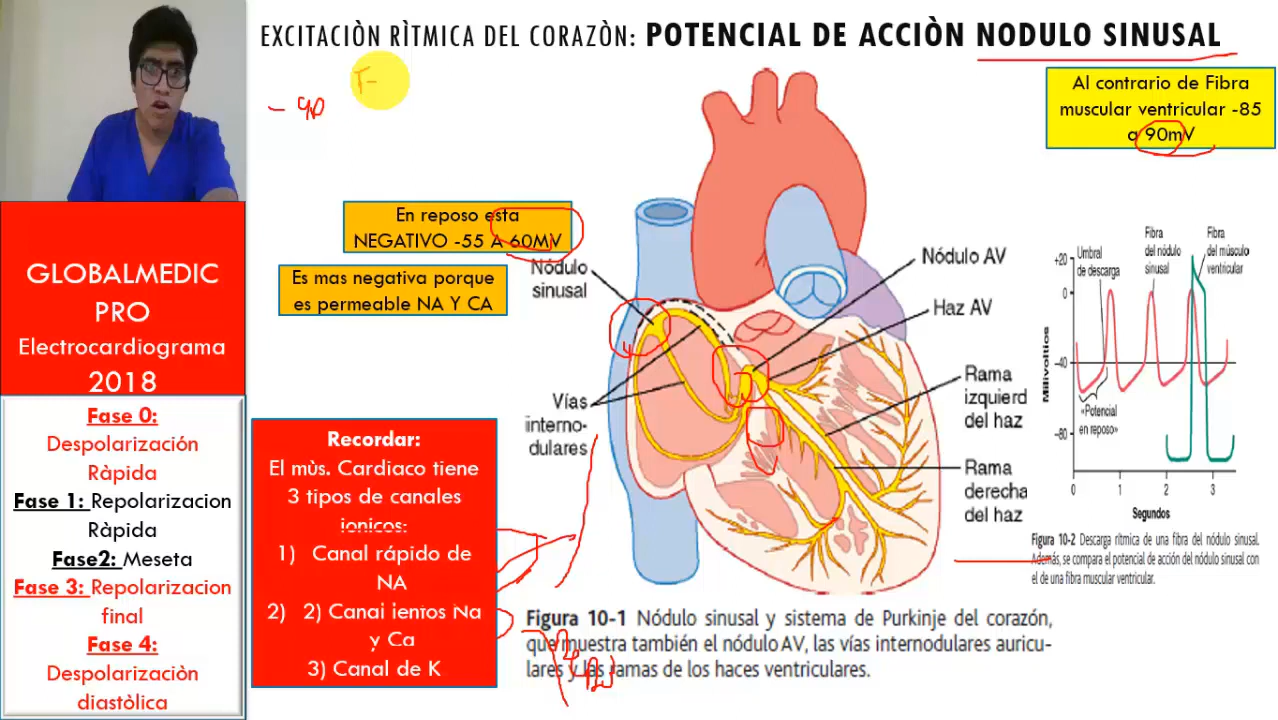 EXCITACIÒN RÌTMICA DEL CORAZÒN: POTENCIAL DE ACCIÒN NODULO SINUSAL
- 90
Al contrario de Fibra
muscular ventricular -85
a 90mV
En reposo esta
NEGATIVO -55 A 60MV
Es mas negativa porque
es permeable NA Y CA
GLOBALMEDIC
PRO
Electrocardiograma
2018
Fase 0:
Despolarización
Ràpida
Fase 1: Repolarizacion
Ràpida
Fase2: Meseta
Fase 3: Repolarizacion
final
Fase 4:
Despolarizaciòn
diastòlica
Recordar:
El mùs. Cardiaco tiene
3 tipos de canales
ionicos:
1) Canal rápido de
NA
2) 2) Canal lentos Na
y Ca
3) Canal de K
Nódulo
sinusal
Vías
interno-
dulares
Nódulo AV
Haz AV
Rama
izquierd
del haz
Rama
derecha
del haz
Figura 10-1 Nódulo sinusal y sistema de Purkinje del corazón,
que muestra también el nódulo AV, las vías internodulares auricu-
lares y las ramas de los haces ventriculares.
Umbral
de descarga
Fibra
del nódulo
sinusal
Fibra
del músculo
ventricular
+20
0
-40
-80
Milivoltios
«Potencial
en reposo»
0 1 2 3
Segundos
Figura 10-2 Descarga rítmica de una fibra del nódulo sinusal.
Además, se compara el potencial de acción del nódulo sinusal con
el de una fibra muscular ventricular.